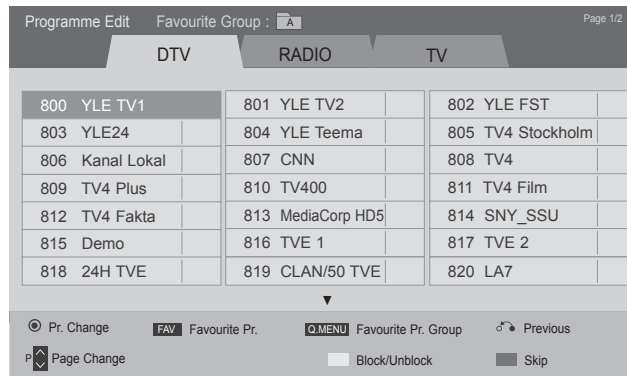 Programme Edit Favourite Group : A Page 1/2
DTV RADIO TV
800 YLE TV1 801 YLE TV2 802 YLE FST
803 YLE24 804 YLE Teema 805 TV4 Stockholm
806 Kanal Lokal 807 CNN 808 TV4
809 TV4 Plus 810 TV400 811 TV4 Film
812 TV4 Fakta 813 MediaCorp HD5 814 SNY_SSU
815 Demo 816 TVE 1 817 TVE 2
818 24H TVE 819 CLAN/50 TVE 820 LA7
Pr. Change FAV Favourite Pr. Q.MENU Favourite Pr. Group Previous
P Page Change Block/Unblock Skip